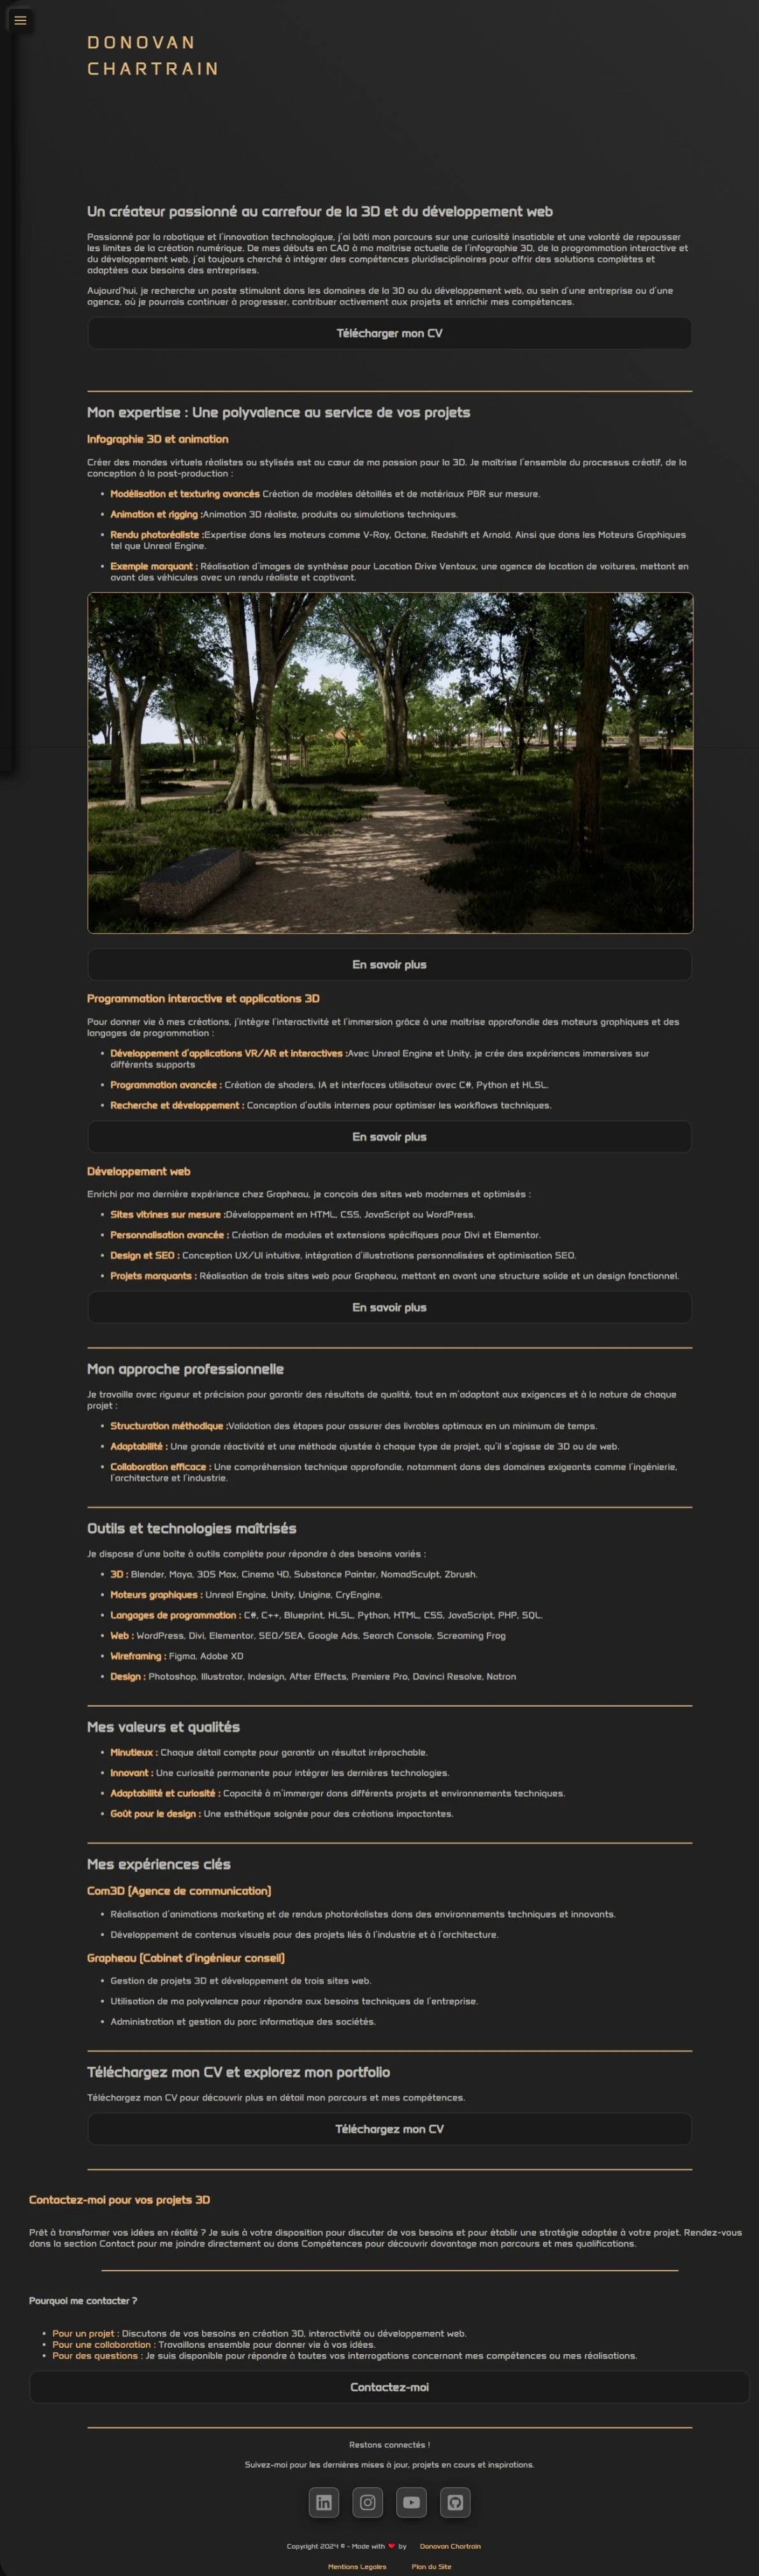 DONOVAN
CHARTRAIN
Un créateur passionné au carrefour de la 3D et du développement web
Passionné par la robotique et l'innovation technologique, j'ai bâti mon parcours sur une curiosité insatiable et une volonté de repousser
les limites de la création numérique. De mes débuts en CAO à ma maîtrise actuelle de l'infographie 3D, de la programmation interactive et
du développement web, j'ai toujours cherché à intégrer des compétences pluridisciplinaires pour offrir des solutions complètes et
adaptées aux besoins des entreprises.
Aujourd'hui, je recherche un poste stimulant dans les domaines de la 3D ou du développement web, au sein d'une entreprise ou d'une
agence, où je pourrais continuer à progresser, contribuer activement aux projets et enrichir mes compétences.
Télécharger mon CV
Mon expertise : Une polyvalence au service de vos projets
Infographie 3D et animation
Créer des mondes virtuels réalistes ou stylisés est au cœur de ma passion pour la 3D. Je maîtrise l'ensemble du processus créatif, de la
conception à la post-production :
• Modélisation et texturing avancés Création de modèles détaillés et de matériaux PBR sur mesure.
• Animation et rigging :Animation 3D réaliste, produits ou simulations techniques.
• Rendu photoréaliste :Expertise dans les moteurs comme V-Ray, Octane, Redshift et Arnold. Ainsi que dans les Moteurs Graphiques
tel que Unreal Engine.
• Exemple marquant : Réalisation d'images de synthèse pour Location Drive Ventoux, une agence de location de voitures, mettant en
avant des véhicules avec un rendu réaliste et captivant.
En savoir plus
Programmation interactive et applications 3D
Pour donner vie à mes créations, j'intègre l'interactivité et l'immersion grâce à une maîtrise approfondie des moteurs graphiques et des
langages de programmation :
• Développement d'applications VR/AR et interactives :Avec Unreal Engine et Unity, je crée des expériences immersives sur
différents supports
• Programmation avancée : Création de shaders, IA et interfaces utilisateur avec C#, Python et HLSL.
• Recherche et développement : Conception d'outils internes pour optimiser les workflows techniques.
En savoir plus
Développement web
Enrichi par ma dernière expérience chez Grapheau, je conçois des sites web modernes et optimisés :
• Sites vitrines sur mesure :Développement en HTML, CSS, JavaScript ou WordPress.
• Personnalisation avancée : Création de modules et extensions spécifiques pour Divi et Elementor.
• Design et SEO : Conception UX/UI intuitive, intégration d'illustrations personnalisées et optimisation SEO.
• Projets marquants : Réalisation de trois sites web pour Grapheau, mettant en avant une structure solide et un design fonctionnel.
En savoir plus
Mon approche professionnelle
Je travaille avec rigueur et précision pour garantir des résultats de qualité, tout en m'adaptant aux exigences et à la nature de chaque
projet :
• Structuration méthodique :Validation des étapes pour assurer des livrables optimaux en un minimum de temps.
• Adaptabilité : Une grande réactivité et une méthode ajustée à chaque type de projet, qu'il s'agisse de 3D ou de web.
• Collaboration efficace : Une compréhension technique approfondie, notamment dans des domaines exigeants comme l'ingénierie,
l'architecture et l'industrie.
Outils et technologies maîtrisés
Je dispose d'une boîte à outils complète pour répondre à des besoins variés :
• 3D : Blender, Maya, 3DS Max, Cinema 4D, Substance Painter, NomadSculpt, Zbrush.
• Moteurs graphiques : Unreal Engine, Unity, Unigine, CryEngine.
• Langages de programmation : C#, C++, Blueprint, HLSL, Python, HTML, CSS, JavaScript, PHP, SQL.
• Web : WordPress, Divi, Elementor, SEO/SEA, Google Ads, Search Console, Screaming Frog
• Wireframing : Figma, Adobe XD
• Design : Photoshop, Illustrator, Indesign, After Effects, Premiere Pro, Davinci Resolve, Natron
Mes valeurs et qualités
• Minutieux : Chaque détail compte pour garantir un résultat irréprochable.
• Innovant : Une curiosité permanente pour intégrer les dernières technologies.
• Adaptabilité et curiosité : Capacité à m'immerger dans différents projets et environnements techniques.
• Goût pour le design : Une esthétique soignée pour des créations impactantes.
Mes expériences clés
Com3D (Agence de communication)
• Réalisation d'animations marketing et de rendus photoréalistes dans des environnements techniques et innovants.
• Développement de contenus visuels pour des projets liés à l'industrie et à l'architecture.
Grapheau (Cabinet d'ingénieur conseil)
• Gestion de projets 3D et développement de trois sites web.
• Utilisation de ma polyvalence pour répondre aux besoins techniques de l'entreprise.
• Administration et gestion du parc informatique des sociétés.
Téléchargez mon CV et explorez mon portfolio
Téléchargez mon CV pour découvrir plus en détail mon parcours et mes compétences.
Téléchargez mon CV
Contactez-moi pour vos projets 3D
Prêt à transformer vos idées en réalité ? Je suis à votre disposition pour discuter de vos besoins et pour établir une stratégie adaptée à votre projet. Rendez-vous
dans la section Contact pour me joindre directement ou dans Compétences pour découvrir davantage mon parcours et mes qualifications.
Pourquoi me contacter ?
• Pour un projet : Discutons de vos besoins en création 3D, interactivité ou développement web.
• Pour une collaboration : Travaillons ensemble pour donner vie à vos idées.
• Pour des questions : Je suis disponible pour répondre à toutes vos interrogations concernant mes compétences ou mes réalisations.
Contactez-moi
Restons connectés !
Suivez-moi pour les dernières mises à jour, projets en cours et inspirations.
Copyright 2024 © - Made with ❤ by Donovan Chartrain
Mentions Legales Plan du Site